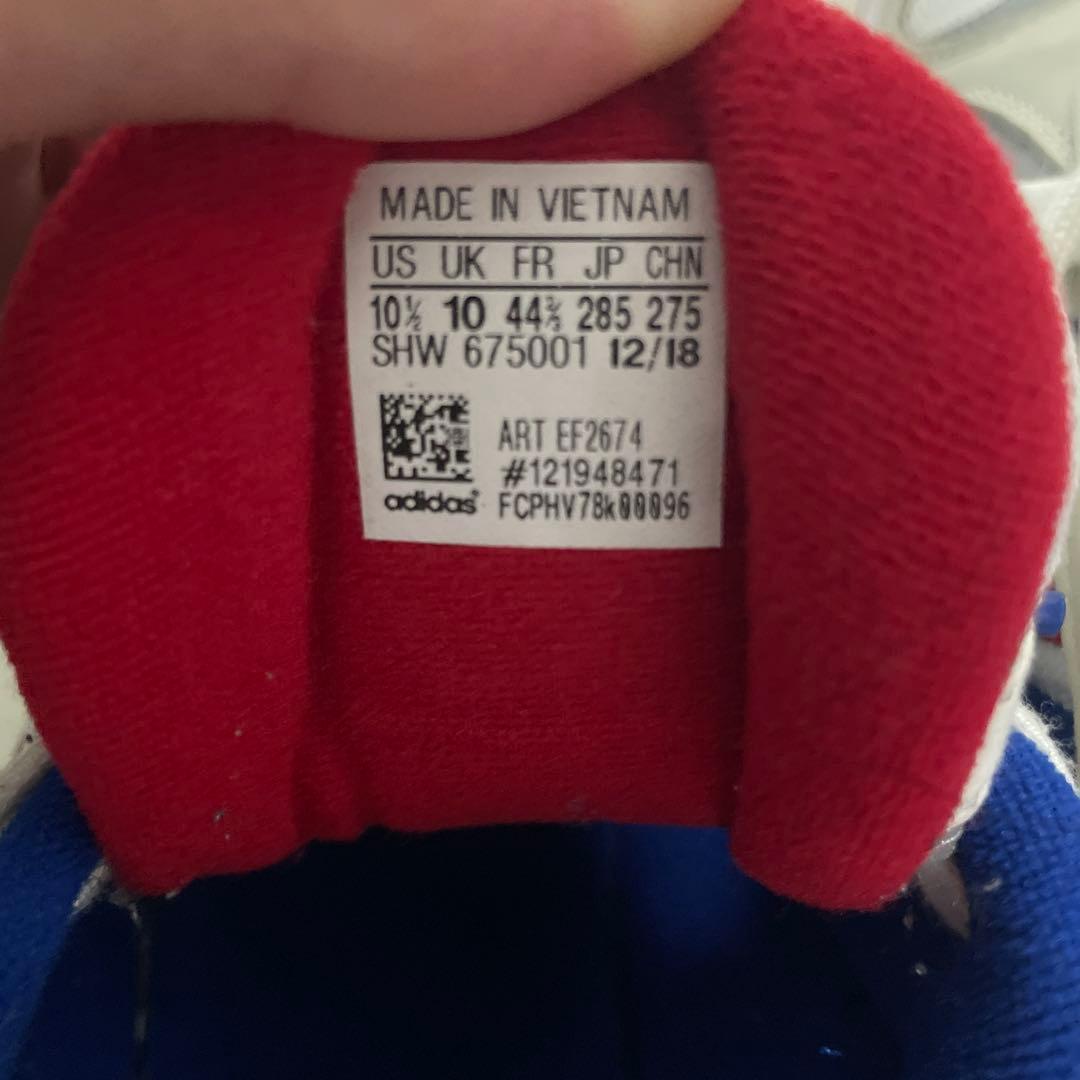 MADE IN VIETNAM
US UK FR JP CHN
10½ 10 44⅔ 285 275
SHW 675001 12/18
ART EF2674
#121948471
adidas FCPHV78k00096